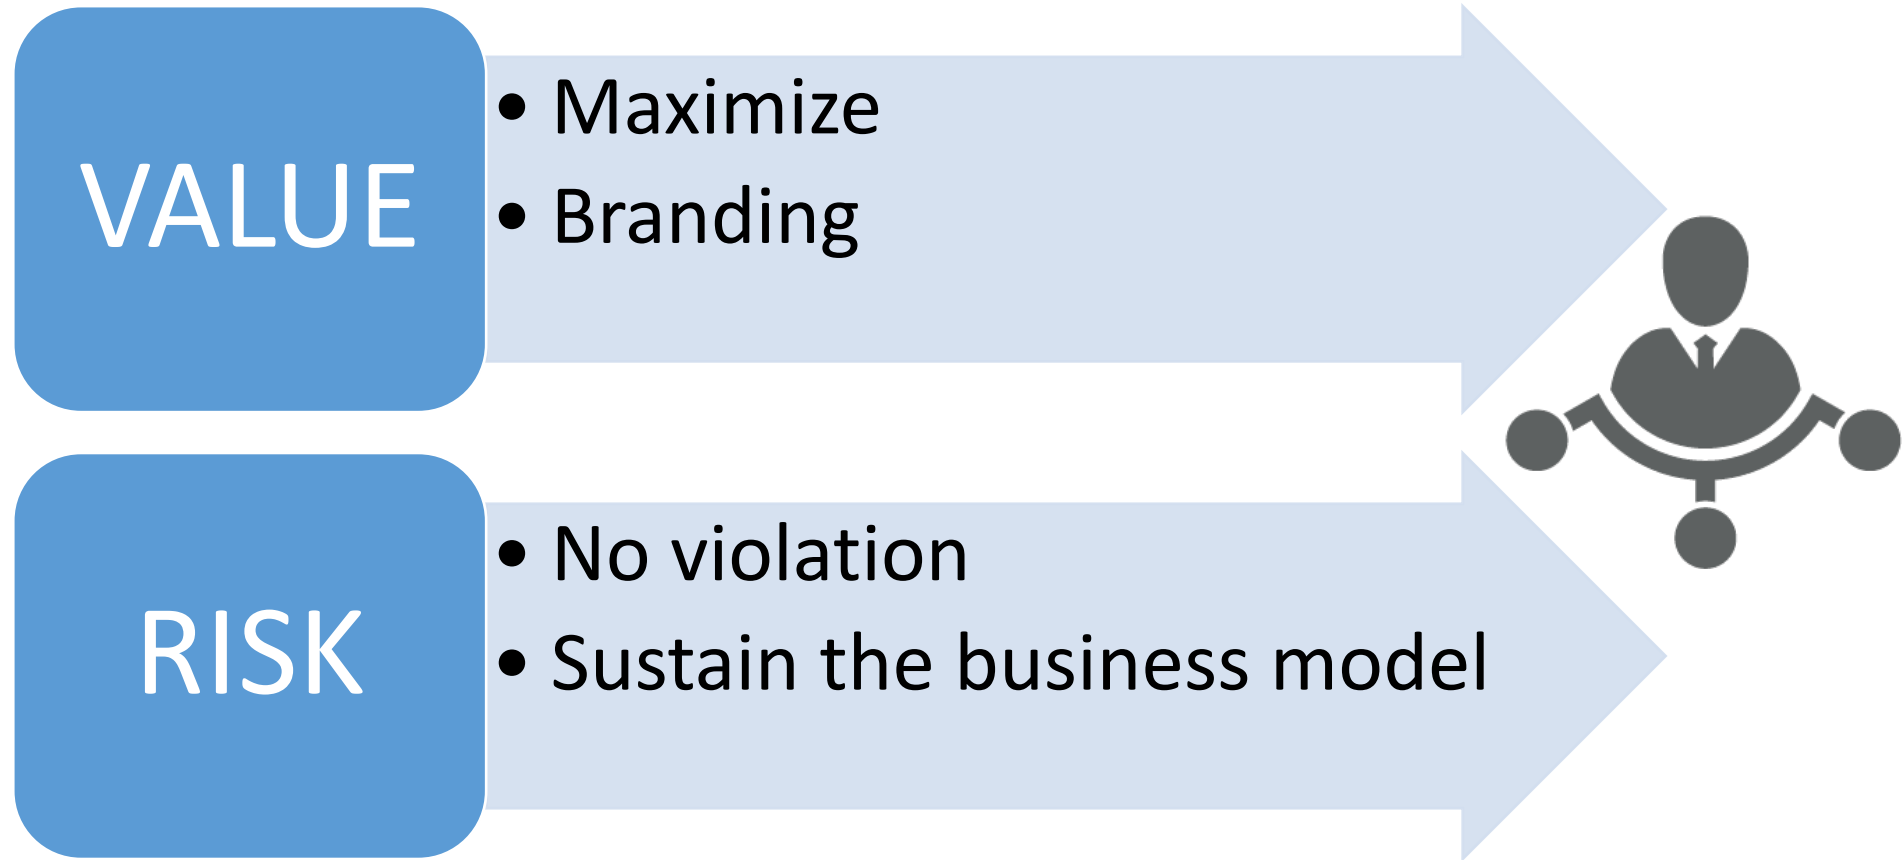 VALUE
• Maximize
• Branding
RISK
• No violation
• Sustain the business model